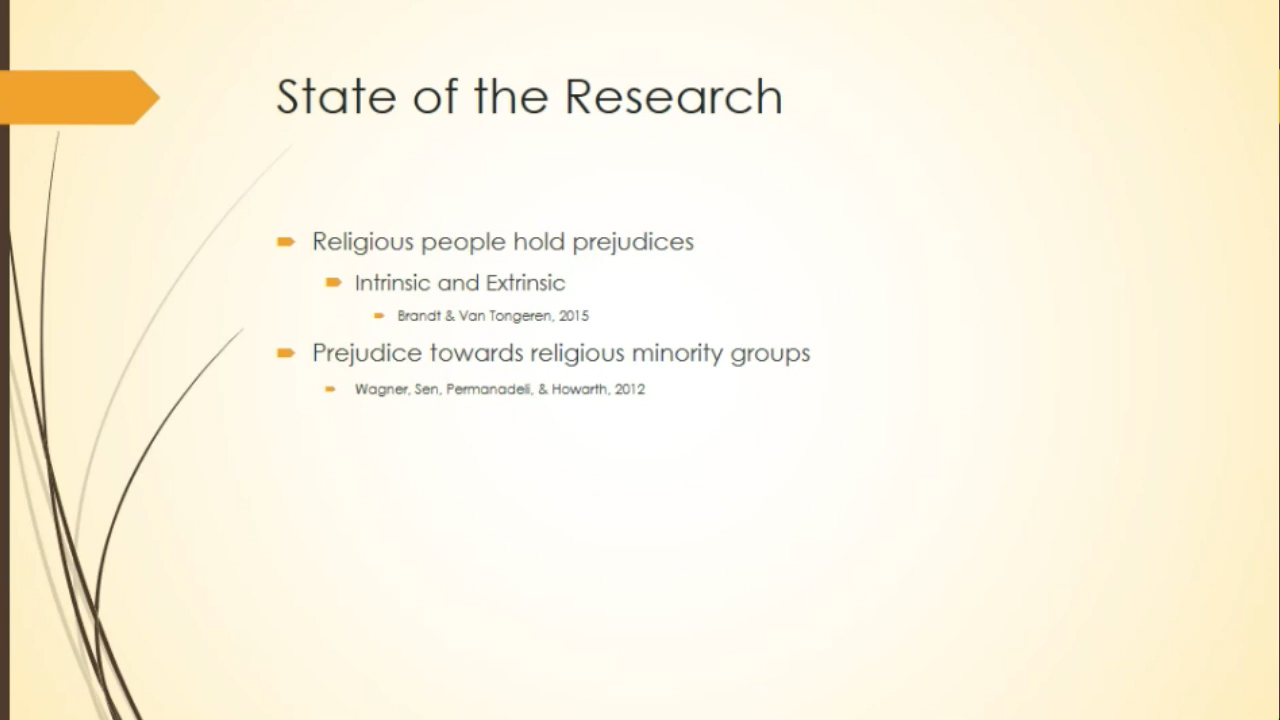 State of the Research
Religious people hold prejudices
Intrinsic and Extrinsic
Brandt & Van Tongeren, 2015
Prejudice towards religious minority groups
Wagner, Sen, Permanadeli, & Howarth, 2012